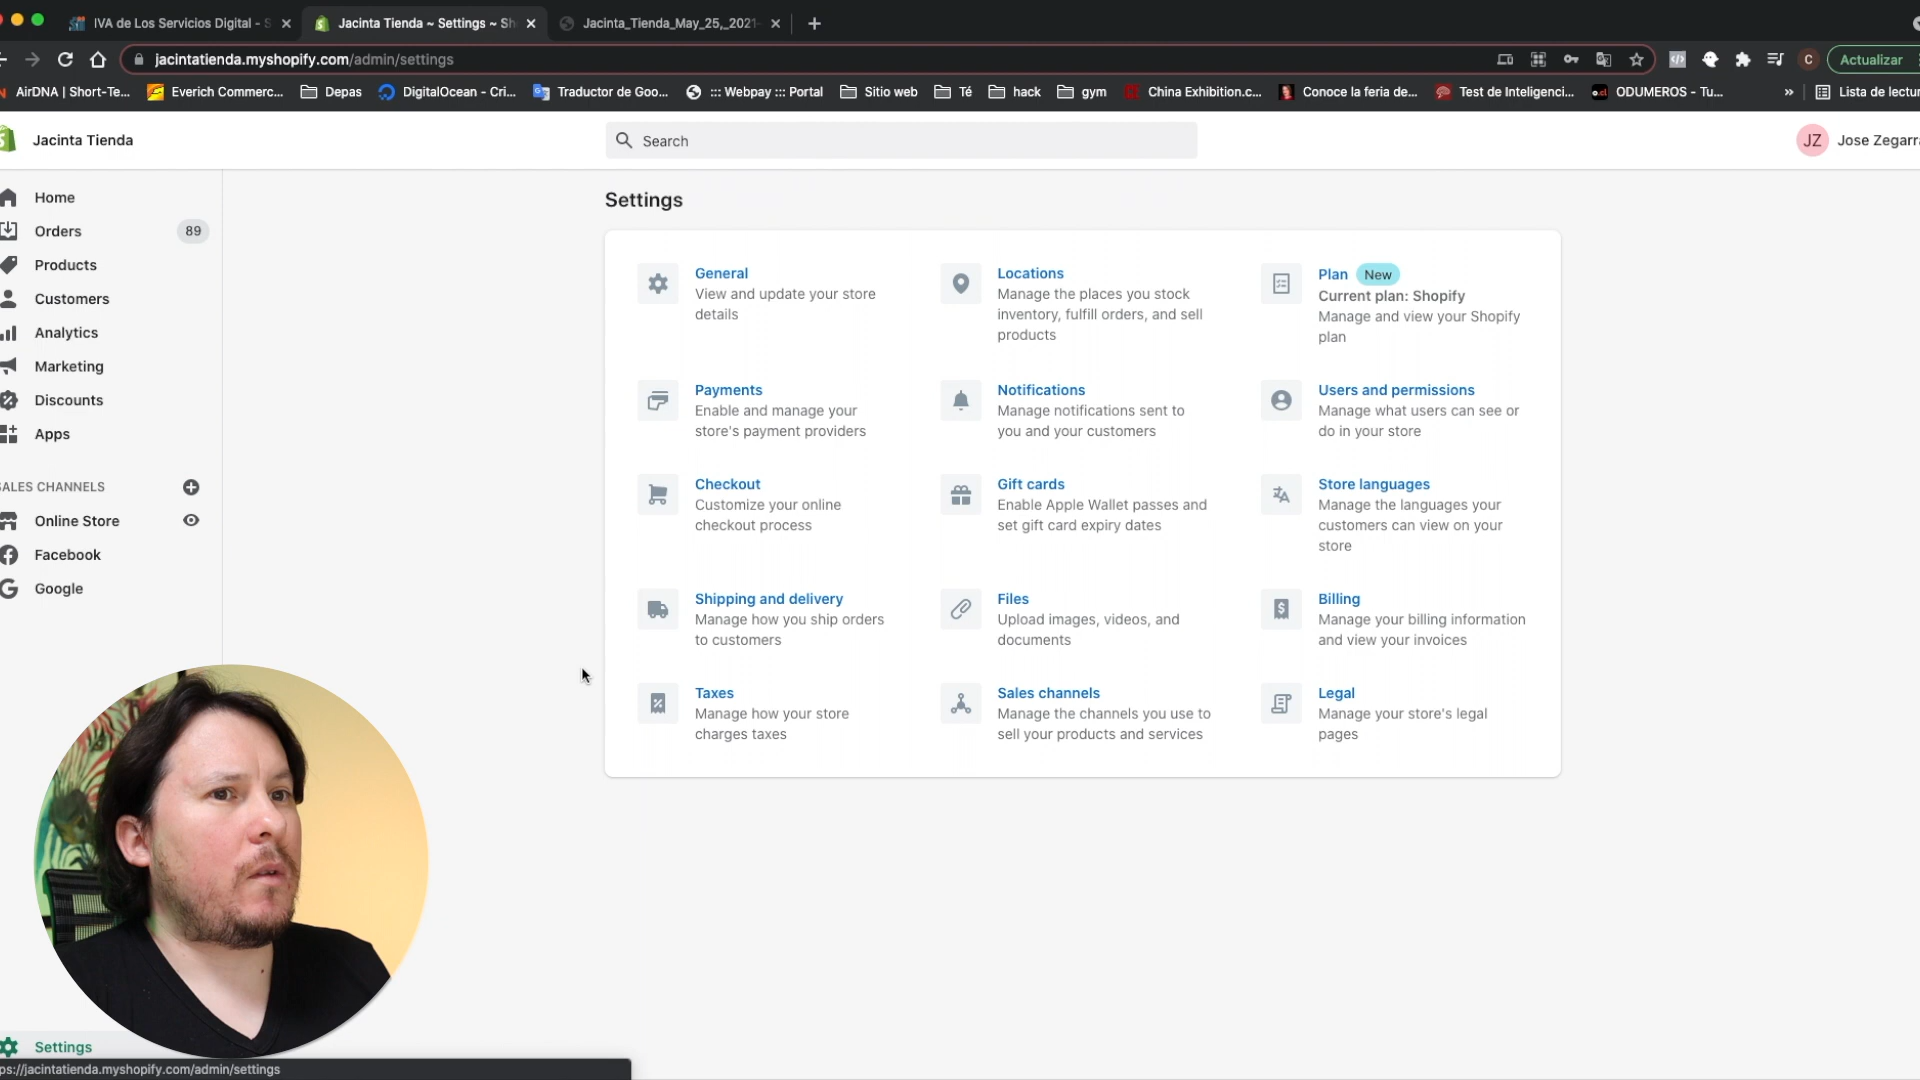 IVA de Los Servicios Digital - S
Jacinta Tienda ~ Settings ~ Sh
Jacinta_Tienda_May_25,_2021-
jacintatienda.myshopify.com/admin/settings
C
Actualizar
AirDNA | Short-Te...
Everich Commerc...
Depas
DigitalOcean - Cri...
Traductor de Goo...
::: Webpay ::: Portal
Sitio web
Té
hack
gym
China Exhibition.c...
Conoce la feria de...
Test de Inteligenci...
ODUMEROS - Tu...
»
Lista de lectur
Jacinta Tienda
Search
JZ
Jose Zegarra
Home
Orders
89
Products
Customers
Analytics
Marketing
Discounts
Apps
SALES CHANNELS
Online Store
Facebook
Google
Settings
Settings
General
View and update your store
details
Locations
Manage the places you stock
inventory, fulfill orders, and sell
products
Plan New
Current plan: Shopify
Manage and view your Shopify
plan
Payments
Enable and manage your
store's payment providers
Notifications
Manage notifications sent to
you and your customers
Users and permissions
Manage what users can see or
do in your store
Checkout
Customize your online
checkout process
Gift cards
Enable Apple Wallet passes and
set gift card expiry dates
Store languages
Manage the languages your
customers can view on your
store
Shipping and delivery
Manage how you ship orders
to customers
Files
Upload images, videos, and
documents
Billing
Manage your billing information
and view your invoices
Taxes
Manage how your store
charges taxes
Sales channels
Manage the channels you use to
sell your products and services
Legal
Manage your store's legal
pages
ps://jacintatienda.myshopify.com/admin/settings